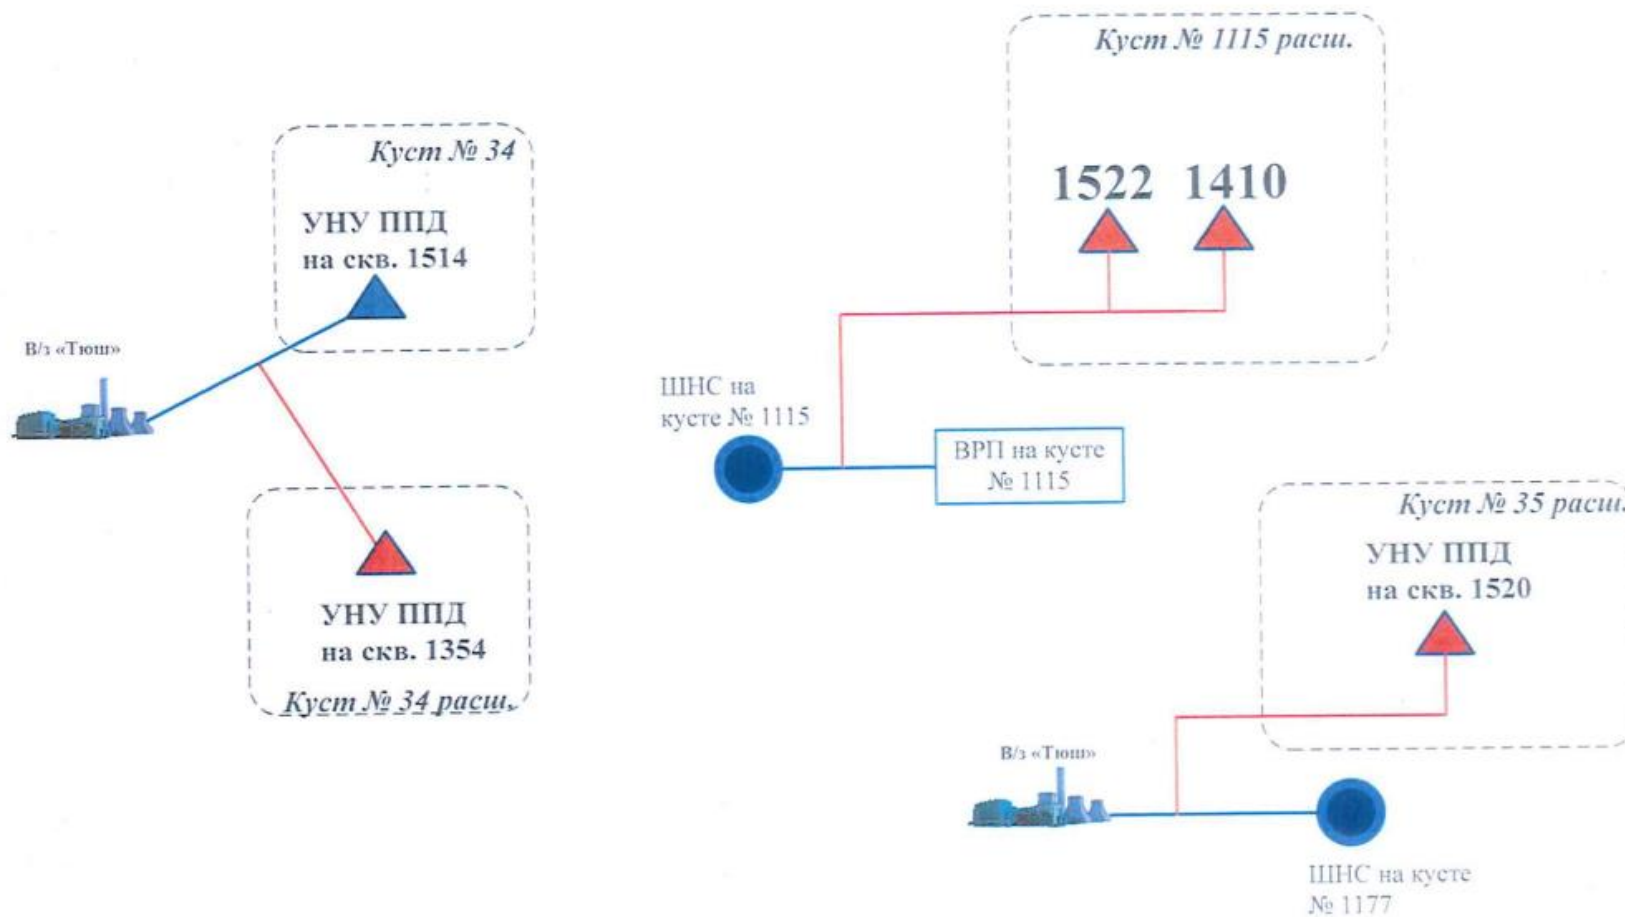 Куст № 34
УНУ ППД
на скв. 1514
В/з «Тюш»
УНУ ППД
на скв. 1354
Куст № 34 расш.
Куст № 1115 расш.
1522 1410
ШНС на
кусте № 1115
ВРП на кусте
№ 1115
Куст № 35 расш.
УНУ ППД
на скв. 1520
В/з «Тюш»
ШНС на кусте
№ 1177